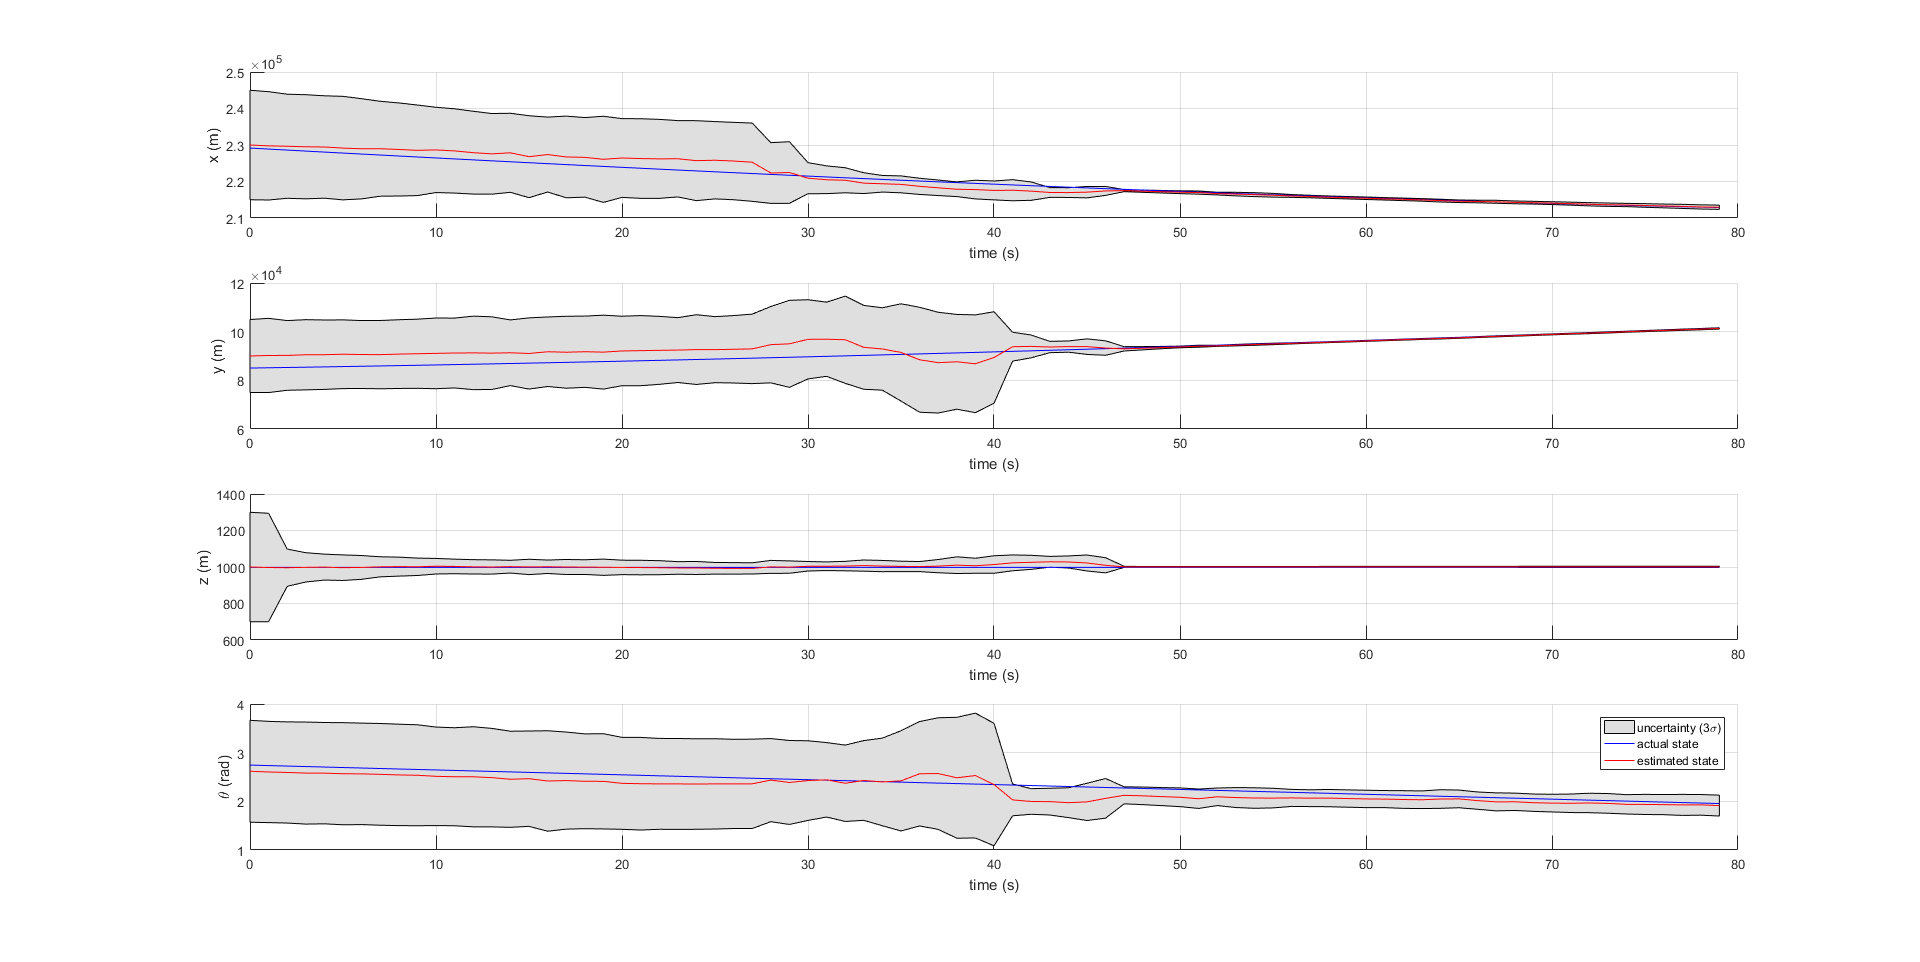 ×10^5
2.5
2.4
2.3
2.2
2.1
x (m)
0 10 20 30 40 50 60 70 80
time (s)
×10^4
12
10
8
6
y (m)
0 10 20 30 40 50 60 70 80
time (s)
1400
1200
1000
800
600
z (m)
0 10 20 30 40 50 60 70 80
time (s)
4
3
2
1
θ (rad)
uncertainty (3σ)
actual state
estimated state
0 10 20 30 40 50 60 70 80
time (s)